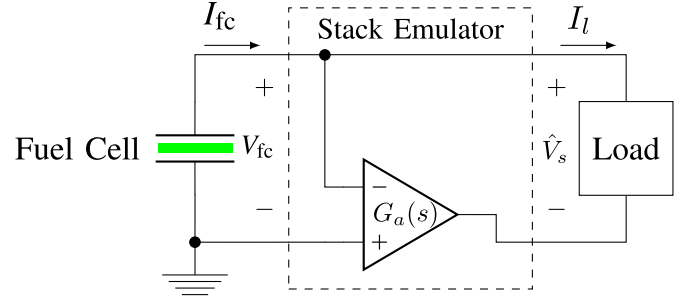 I_fc
Stack Emulator
I_l
+
+
Fuel Cell
V_fc
V̂_s
Load
−
G_a(s)
−
−
+